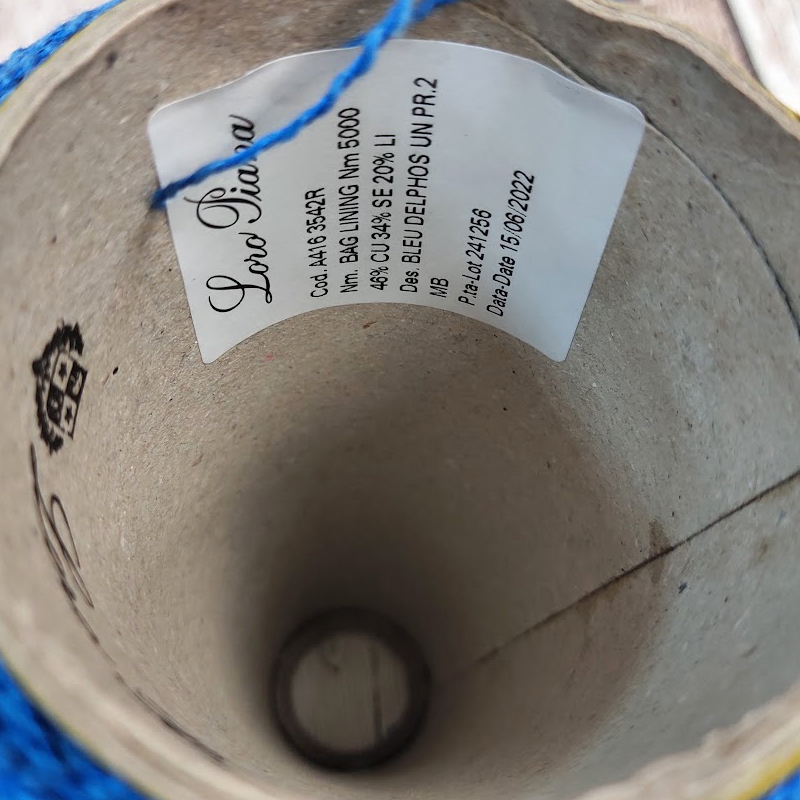 Loro Piana
Cod. A416 3542R
Nm. BAG LINING Nm 5000
46% CU 34% SE 20% LI
Des. BLEU DELPHOS UN PR.2
MB
P.ta-Lot 241256
Data-Date 15/06/2022